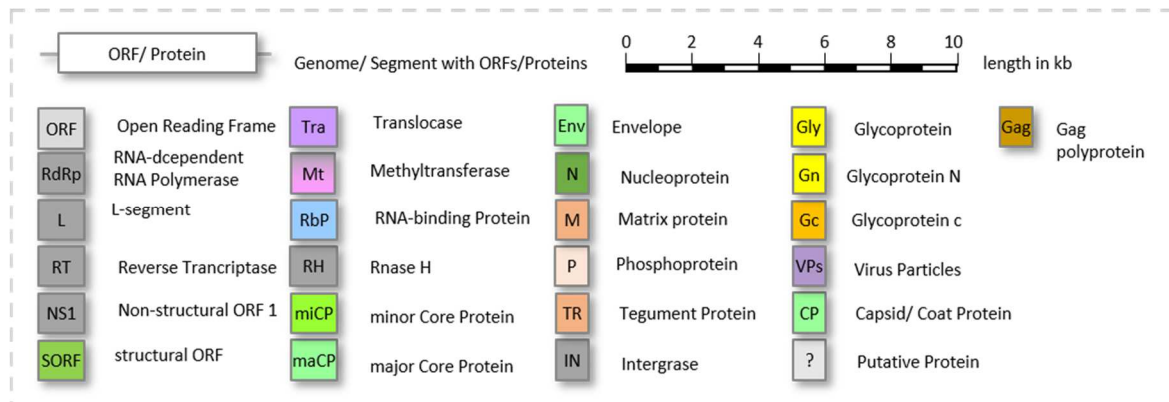 ORF/ Protein
Genome/ Segment with ORFs/Proteins
0 2 4 6 8 10
length in kb
ORF Open Reading Frame
RdRp RNA-dcependent
RNA Polymerase
L L-segment
RT Reverse Trancriptase
NS1 Non-structural ORF 1
SORF structural ORF
Tra Translocase
Mt Methyltransferase
RbP RNA-binding Protein
RH Rnase H
miCP minor Core Protein
maCP major Core Protein
Env Envelope
N Nucleoprotein
M Matrix protein
P Phosphoprotein
TR Tegument Protein
IN Intergrase
Gly Glycoprotein
Gn Glycoprotein N
Gc Glycoprotein c
VPs Virus Particles
CP Capsid/ Coat Protein
? Putative Protein
Gag Gag
polyprotein